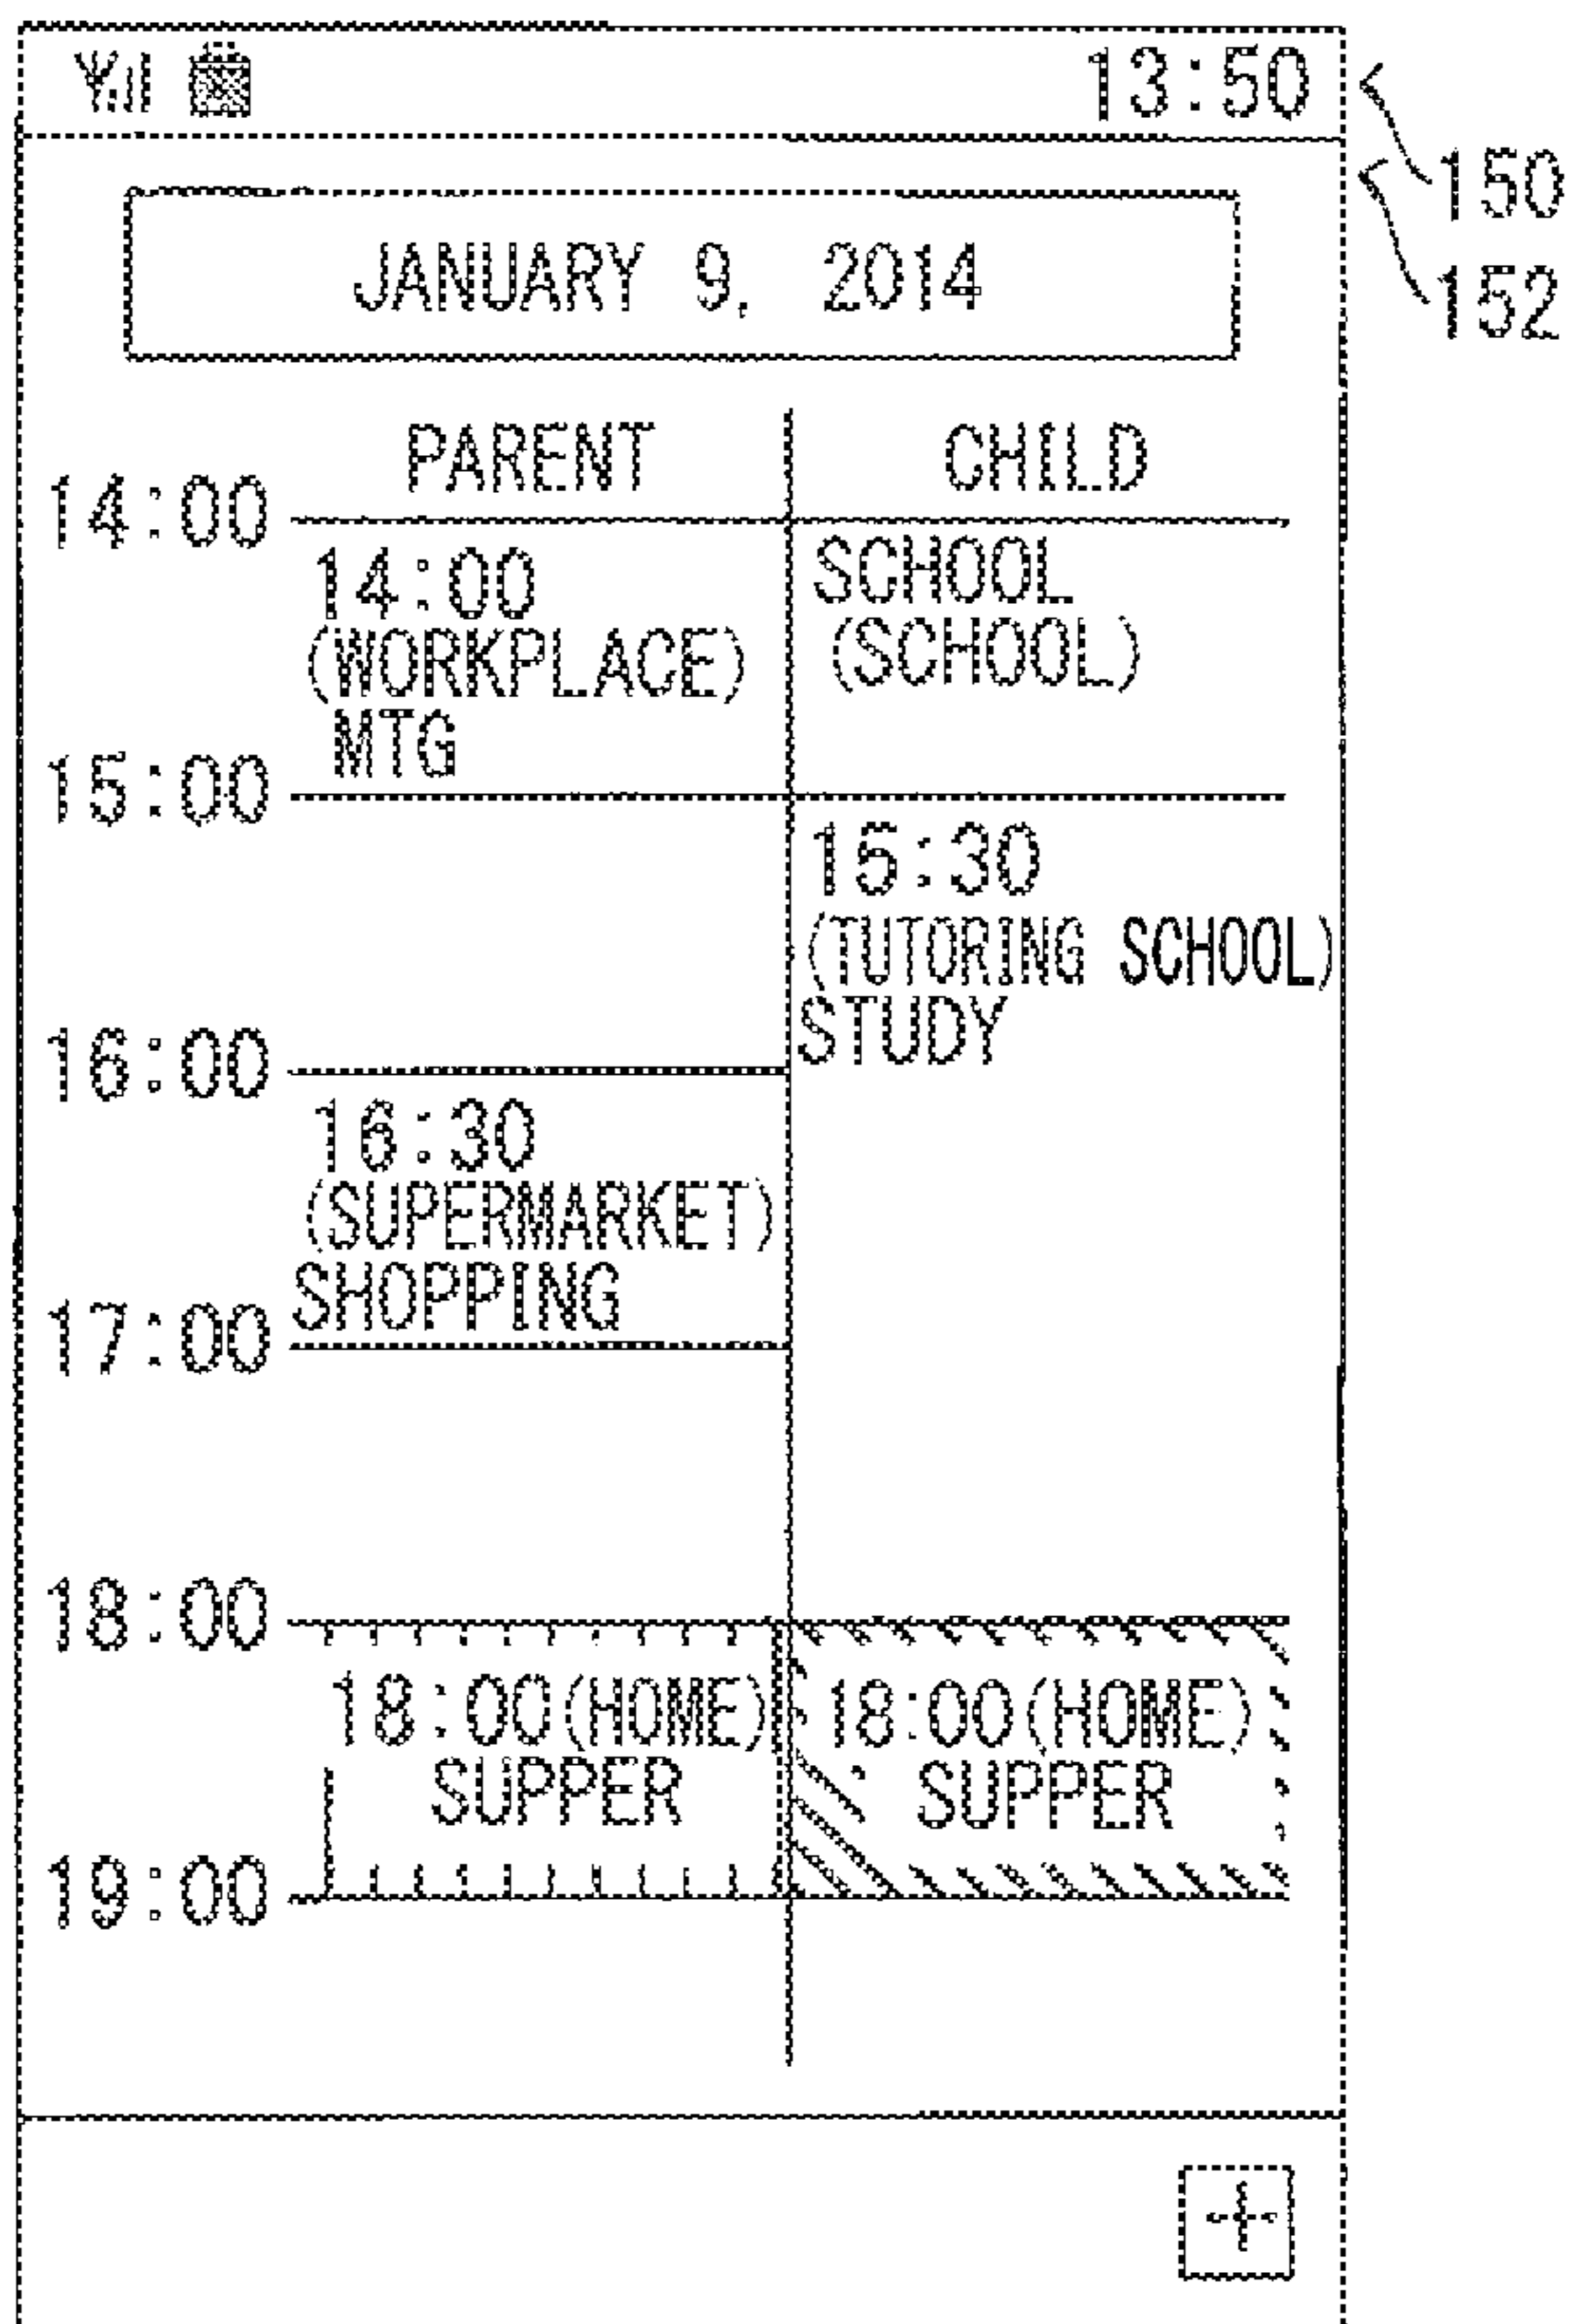 13:50
150
152
JANUARY 9, 2014
PARENT
CHILD
14:00
14:00
(WORKPLACE)
MTG
SCHOOL
(SCHOOL)
15:00
15:30
(TUTORING SCHOOL)
STUDY
16:00
16:30
(SUPERMARKET)
SHOPPING
17:00
18:00
18:00(HOME)
SUPPER
18:00(HOME)
SUPPER
19:00
+